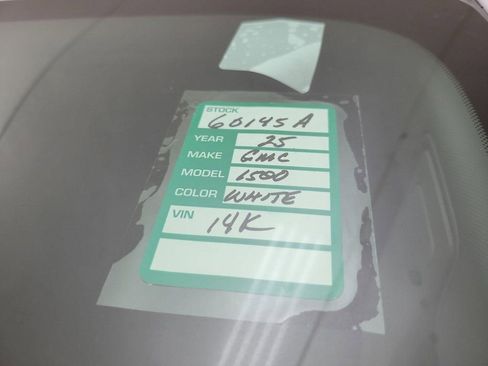 STOCK
60145A
YEAR 25
MAKE GMC
MODEL 1500
COLOR WHITE
VIN 14K